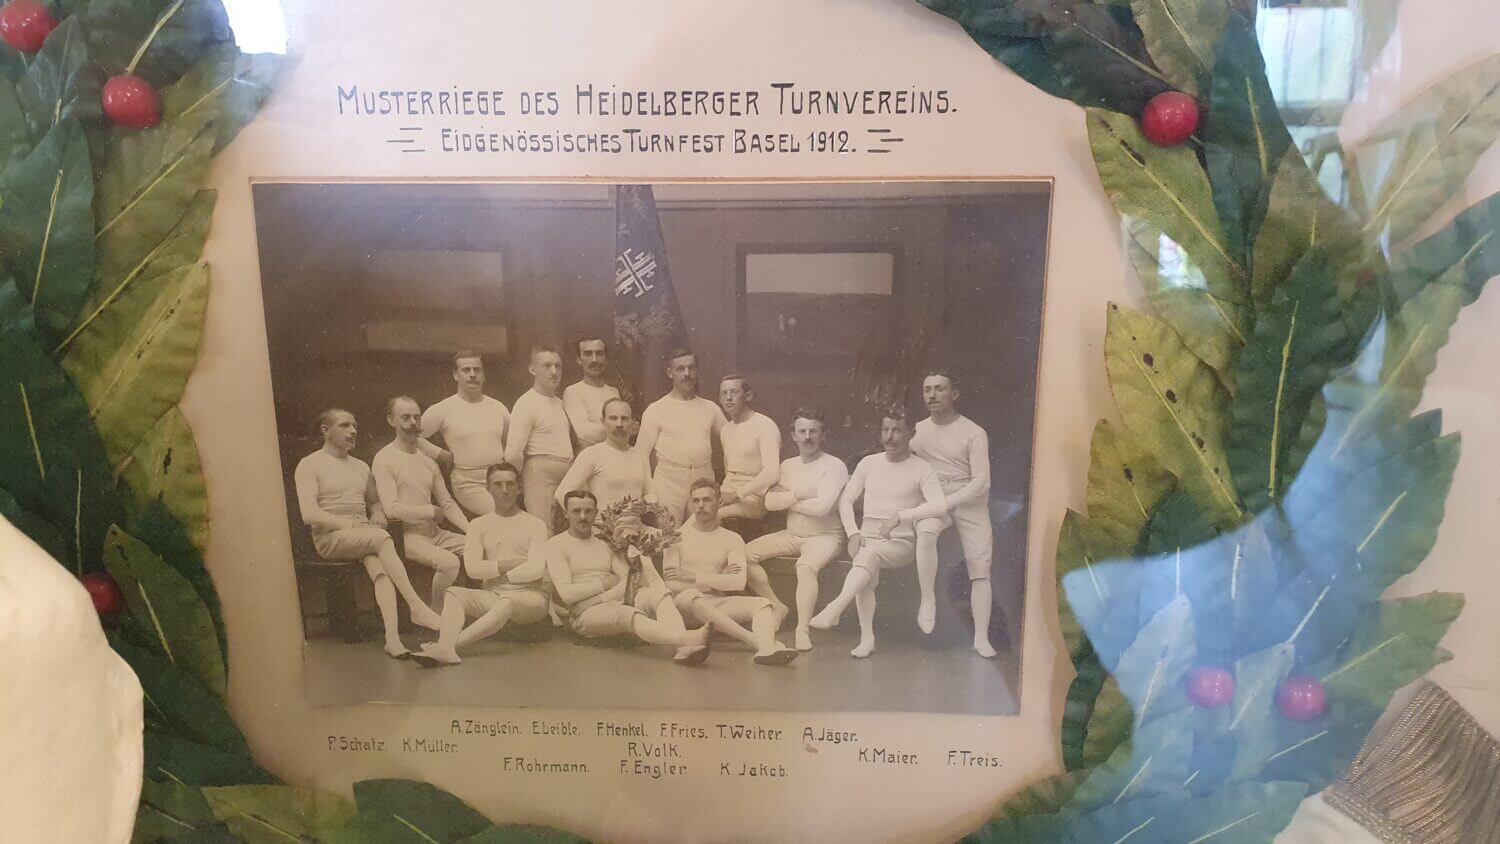 MUSTERRIEGE DES HEIDELBERGER TURNVEREINS.
EIDGENÖSSISCHES TURNFEST BASEL 1912.
A. Zänglein. E. Leible. F. Henkel. F. Fries. T. Weiher. A. Jäger.
P. Schatz. K. Müller. R. Volk. K. Maier. F. Treis.
F. Rohrmann. F. Engler. K. Jakob.